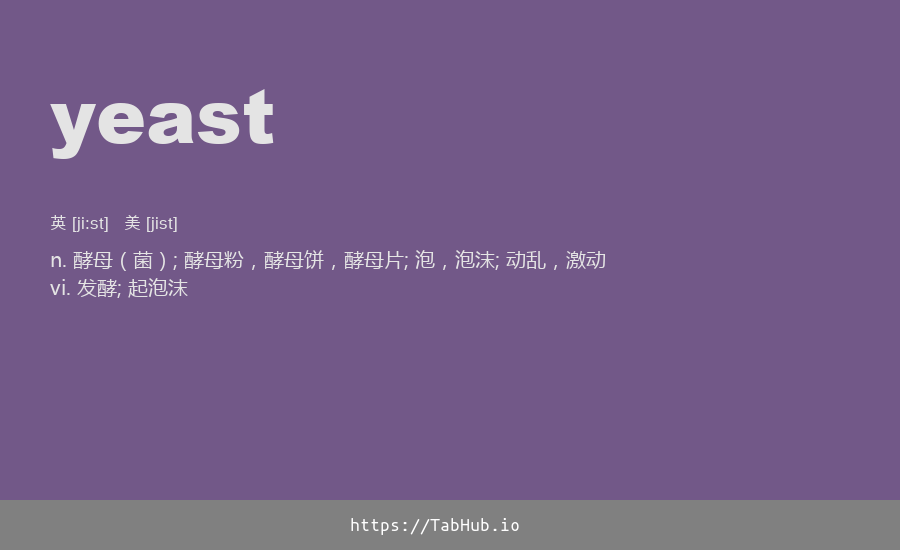 yeast
英 [ji:st] 美 [jist]
n. 酵母（菌）; 酵母粉，酵母饼，酵母片; 泡，泡沫; 动乱，激动
vi. 发酵; 起泡沫
https://TabHub.io